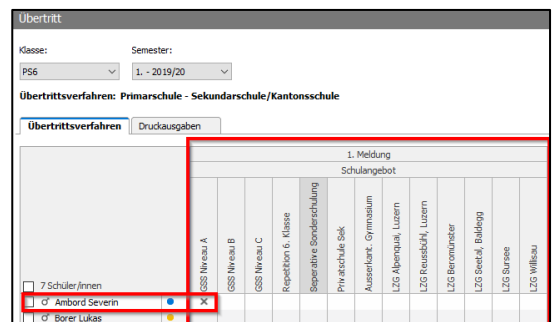 Übertritt
Klasse:
Semester:
PS6
1. - 2019/20
Übertrittsverfahren: Primarschule - Sekundarschule/Kantonsschule
Übertrittsverfahren
Druckausgaben
1. Meldung
Schulangebot
GSS Niveau A
GSS Niveau B
GSS Niveau C
Repetition 6. Klasse
Seperative Sonderschulung
Privatschule Sek
Ausserkant. Gymnasium
LZG Alpenquai, Luzern
LZG Reussbühl, Luzern
LZG Beromünster
LZG Seetal, Baldegg
LZG Sursee
LZG Willisau
7 Schüler/innen
Ambord Severin
Borer Lukas